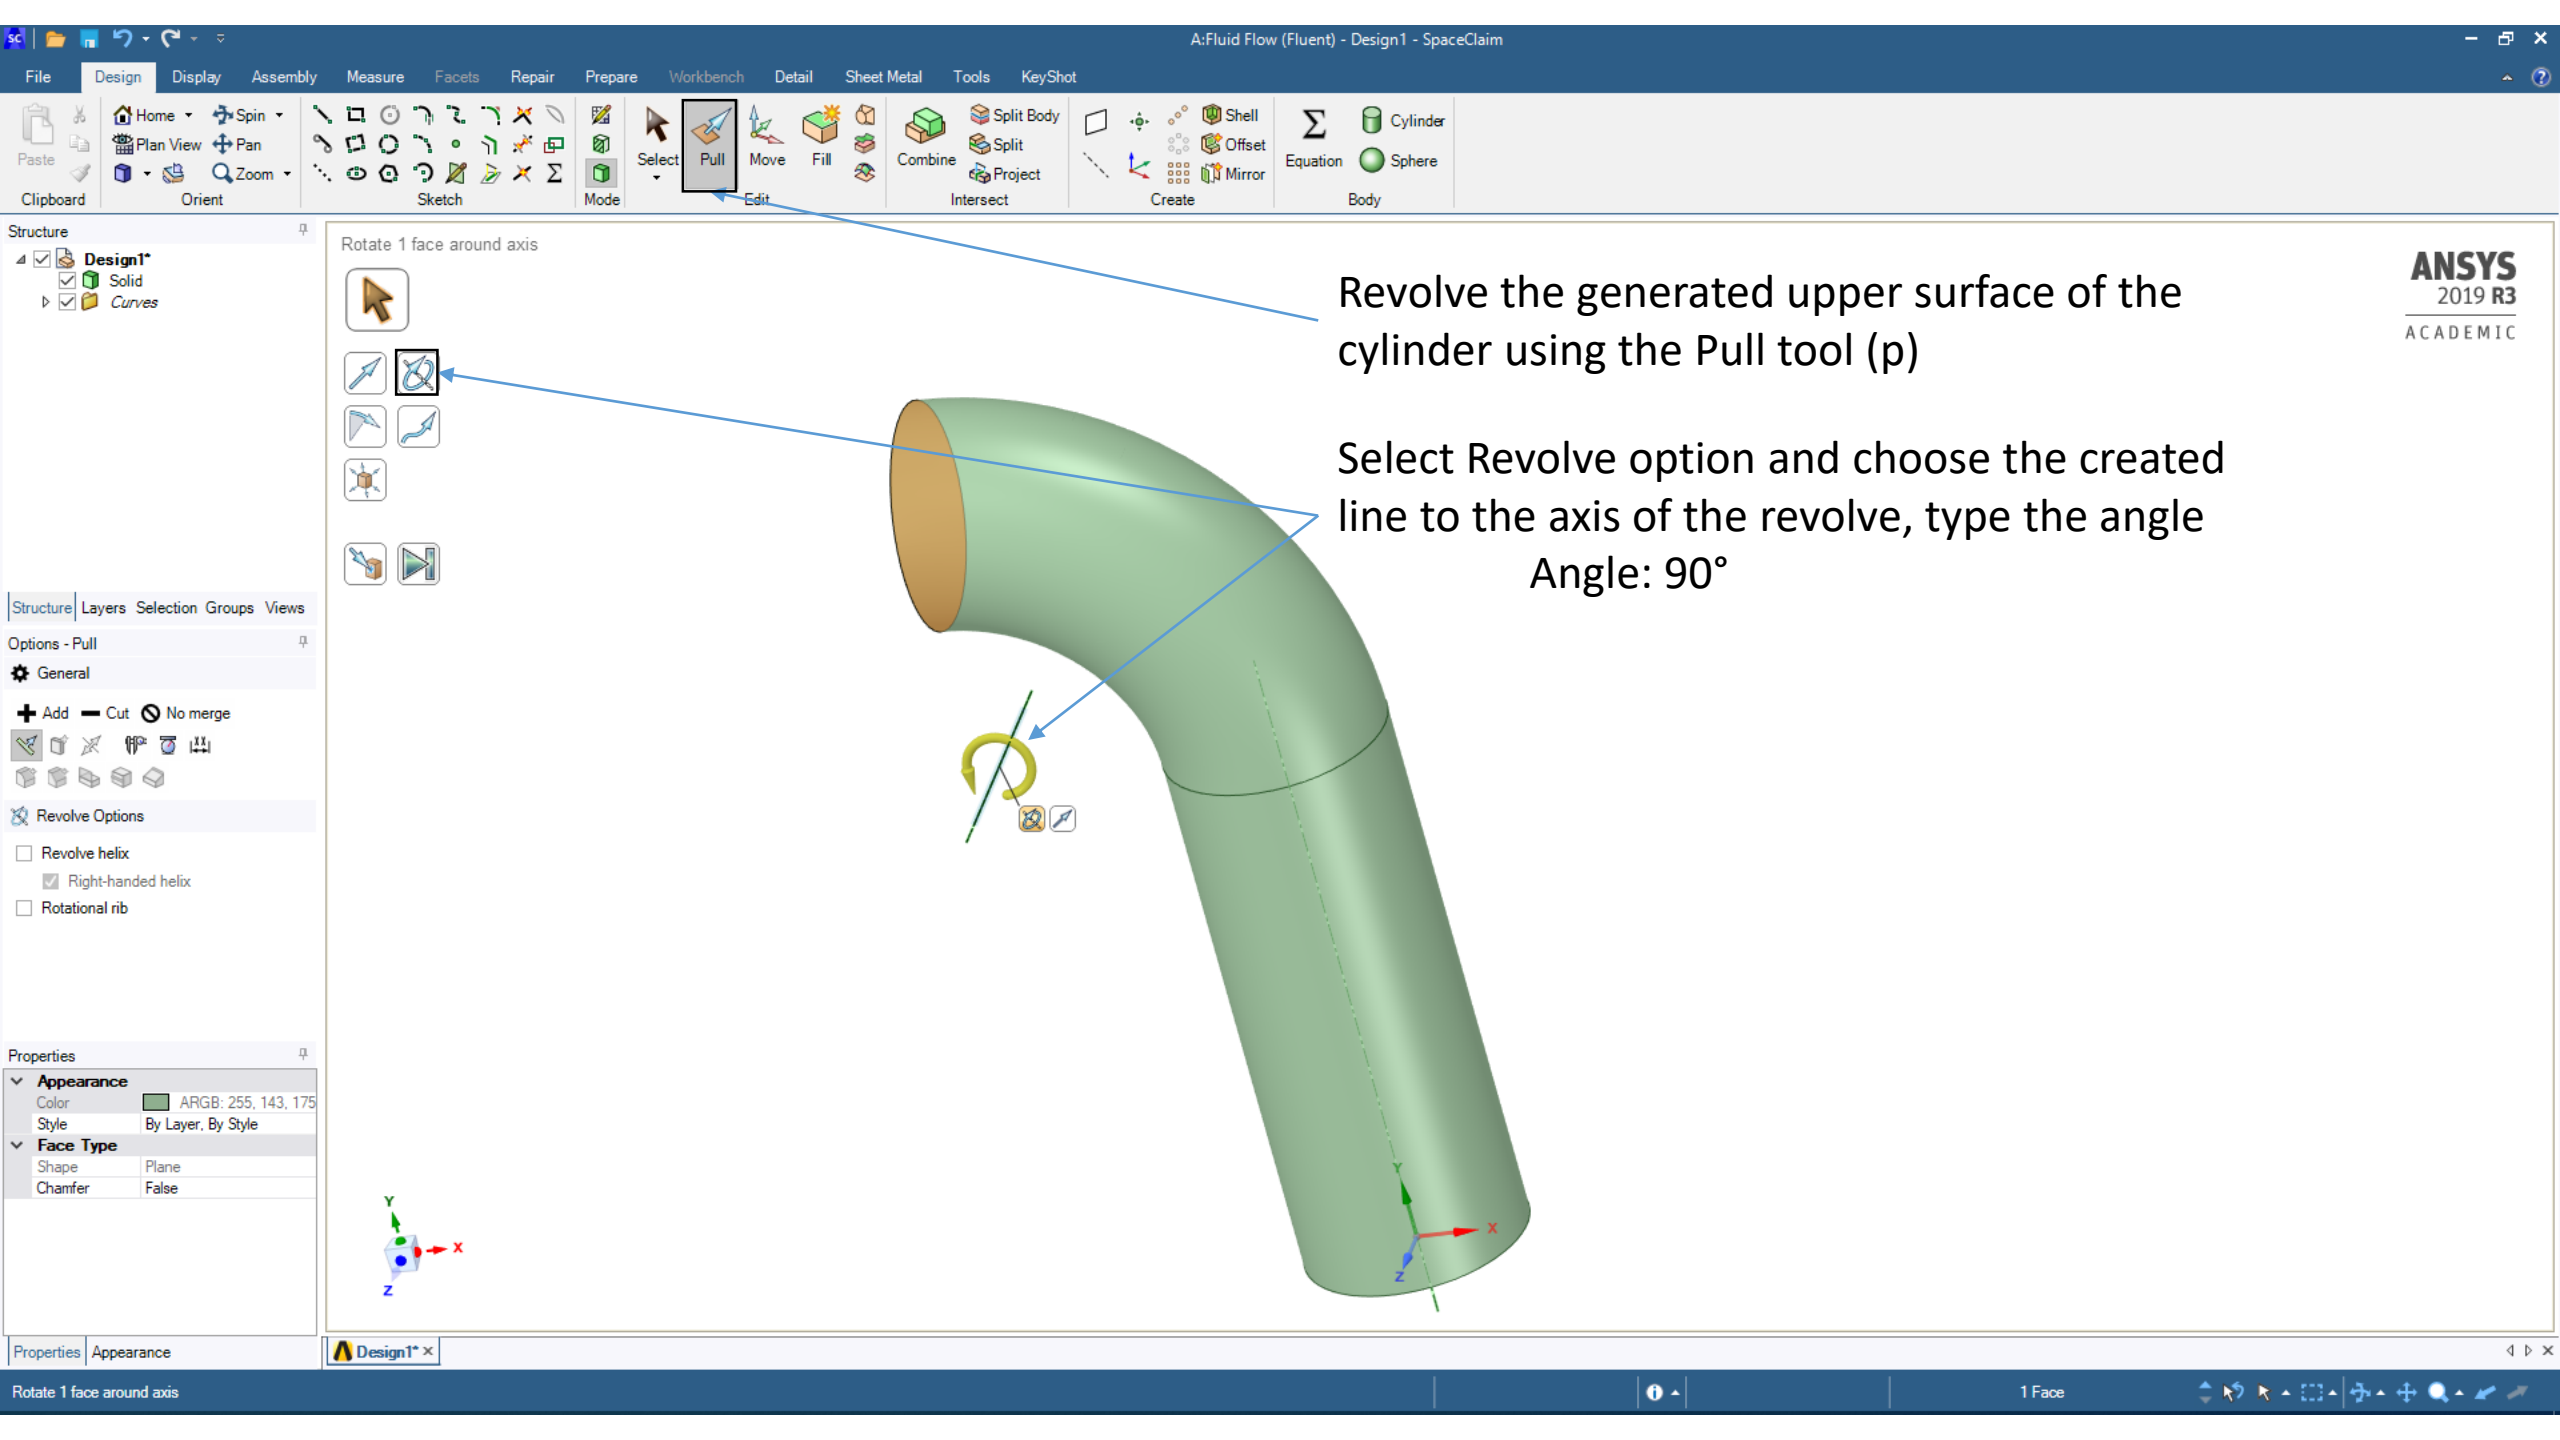 A:Fluid Flow (Fluent) - Design1 - SpaceClaim
File Design Display Assembly Measure Facets Repair Prepare Workbench Detail Sheet Metal Tools KeyShot
Home Spin Split Body Shell Cylinder
Plan View Pan Split Offset
Paste Select Pull Move Fill Combine Equation Sphere
Zoom Project Mirror
Clipboard Orient Sketch Mode Edit Intersect Create Body
Structure
Design1*
Solid
Curves
Structure Layers Selection Groups Views
Options - Pull
General
Add Cut No merge
Revolve Options
Revolve helix
Right-handed helix
Rotational rib
Properties
Appearance
Color ARGB: 255, 143, 175
Style By Layer, By Style
Face Type
Shape Plane
Chamfer False
Properties Appearance
Rotate 1 face around axis
Revolve the generated upper surface of the
cylinder using the Pull tool (p)
Select Revolve option and choose the created
line to the axis of the revolve, type the angle
Angle: 90°
ANSYS
2019 R3
ACADEMIC
Y
X
Z
Y
X
Z
Design1*
Rotate 1 face around axis
1 Face